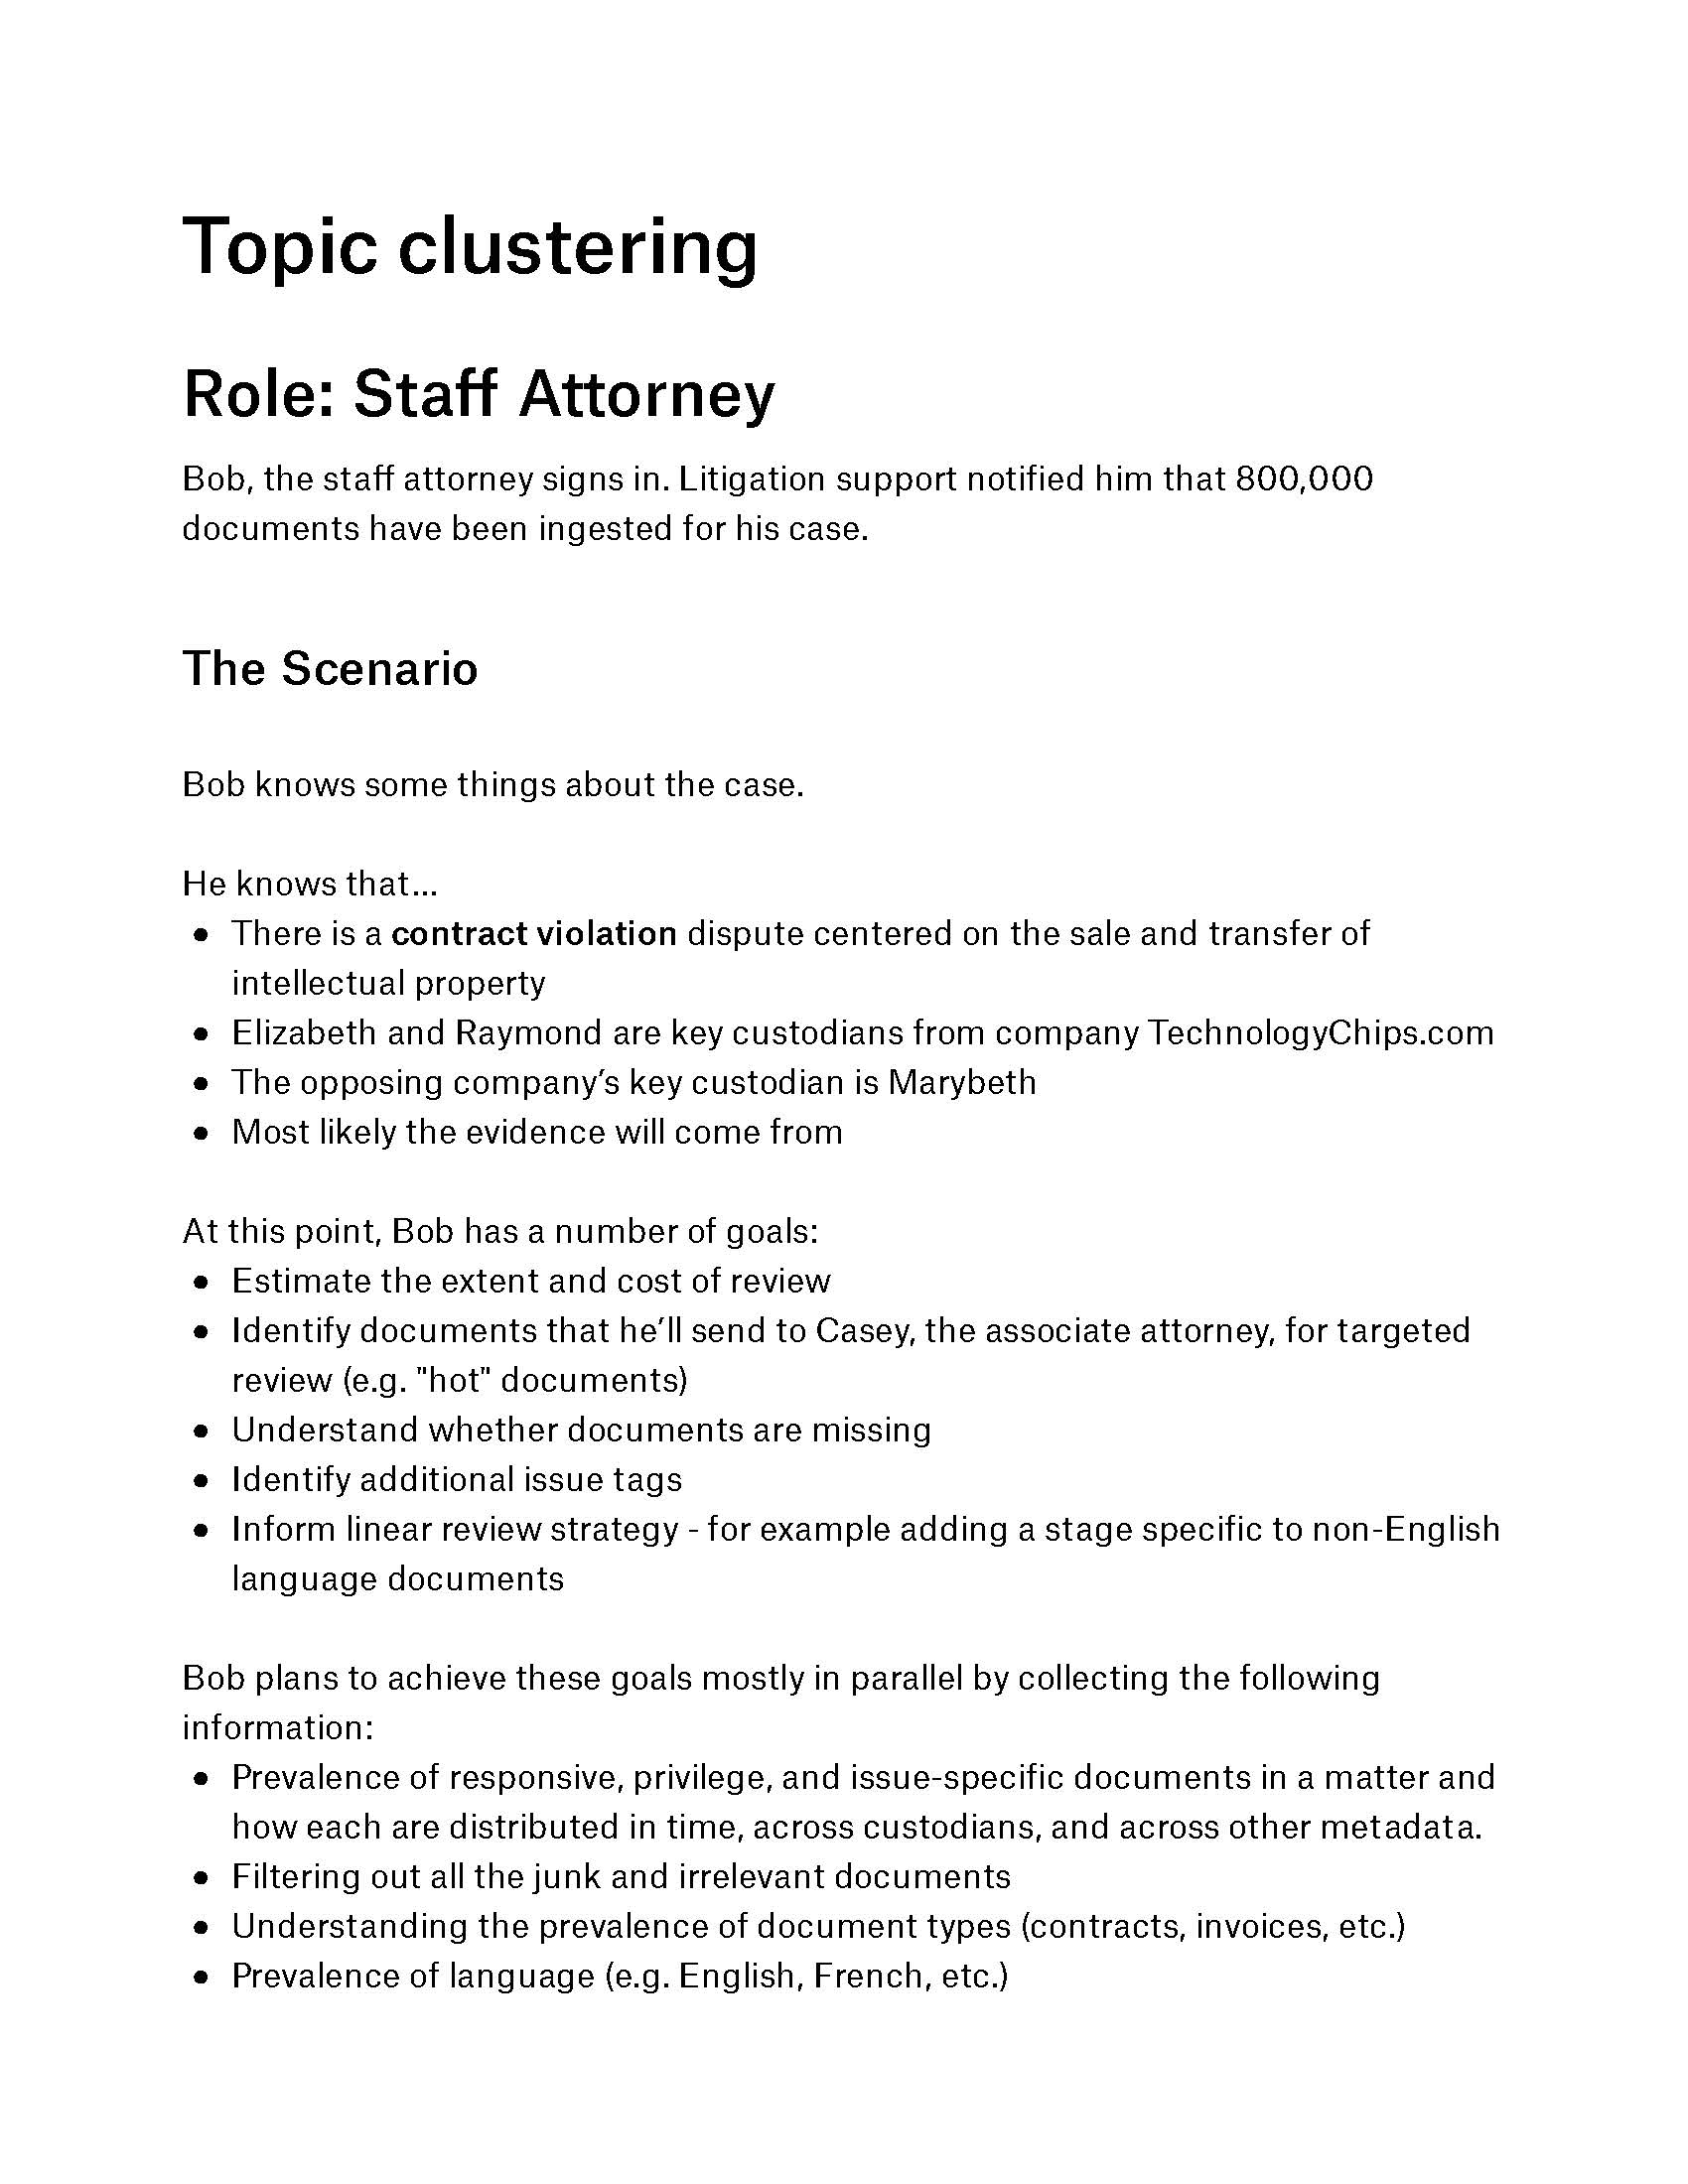 Topic clustering
Role: Staff Attorney
Bob, the staff attorney signs in. Litigation support notified him that 800,000
documents have been ingested for his case.
The Scenario
Bob knows some things about the case.
He knows that...
• There is a contract violation dispute centered on the sale and transfer of
intellectual property
• Elizabeth and Raymond are key custodians from company TechnologyChips.com
• The opposing company’s key custodian is Marybeth
• Most likely the evidence will come from
At this point, Bob has a number of goals:
• Estimate the extent and cost of review
• Identify documents that he’ll send to Casey, the associate attorney, for targeted
review (e.g. "hot" documents)
• Understand whether documents are missing
• Identify additional issue tags
• Inform linear review strategy - for example adding a stage specific to non-English
language documents
Bob plans to achieve these goals mostly in parallel by collecting the following
information:
• Prevalence of responsive, privilege, and issue-specific documents in a matter and
how each are distributed in time, across custodians, and across other metadata.
• Filtering out all the junk and irrelevant documents
• Understanding the prevalence of document types (contracts, invoices, etc.)
• Prevalence of language (e.g. English, French, etc.)